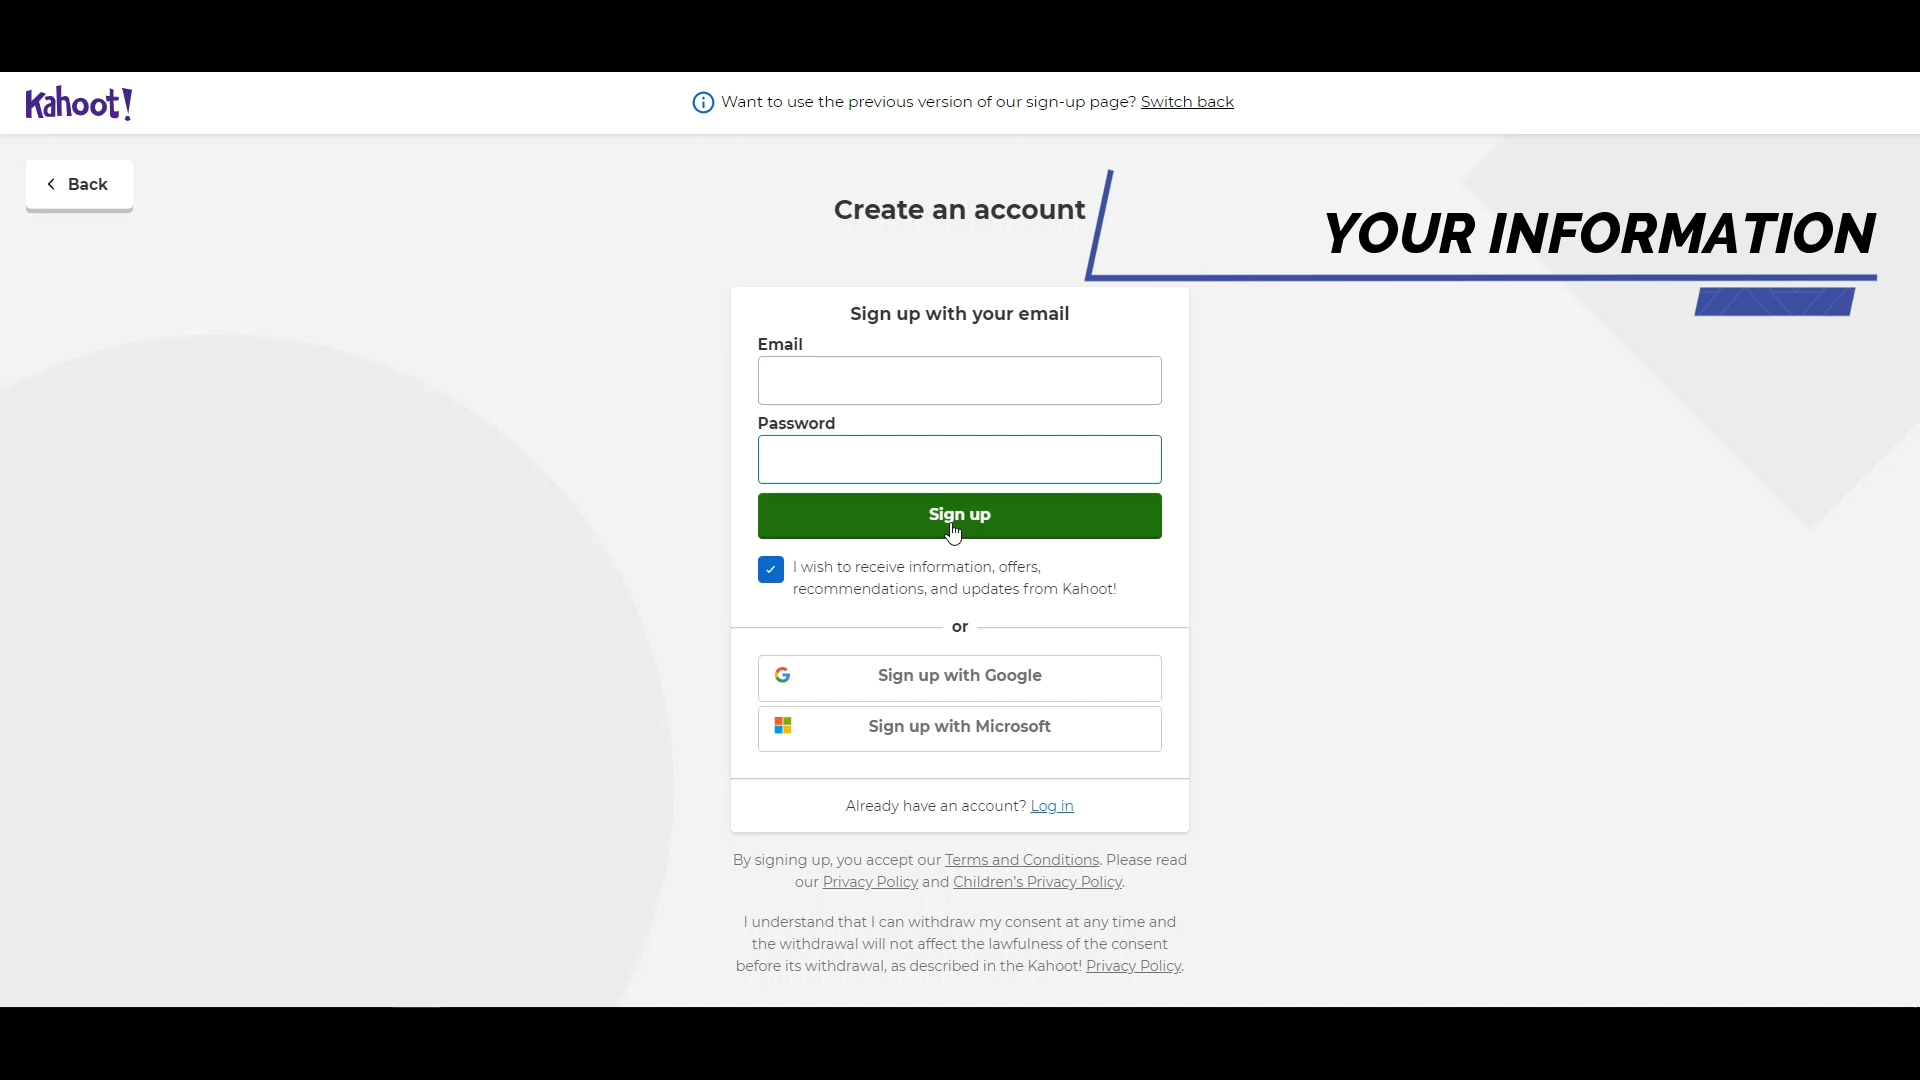 Kahoot!
Want to use the previous version of our sign-up page? Switch back
Back
Create an account
YOUR INFORMATION
Sign up with your email
Email
Password
Sign up
I wish to receive information, offers,
recommendations, and updates from Kahoot!
or
Sign up with Google
Sign up with Microsoft
Already have an account? Log in
By signing up, you accept our Terms and Conditions. Please read
our Privacy Policy and Children's Privacy Policy.
I understand that I can withdraw my consent at any time and
the withdrawal will not affect the lawfulness of the consent
before its withdrawal, as described in the Kahoot! Privacy Policy.